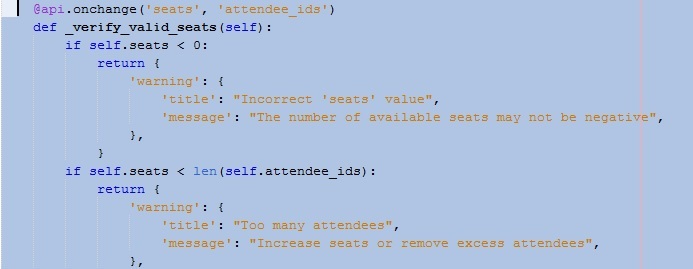 @api.onchange('seats', 'attendee_ids')
def _verify_valid_seats(self):
    if self.seats < 0:
        return {
            'warning': {
                'title': "Incorrect 'seats' value",
                'message': "The number of available seats may not be negative",
            },
        }
    if self.seats < len(self.attendee_ids):
        return {
            'warning': {
                'title': "Too many attendees",
                'message': "Increase seats or remove excess attendees",
            },